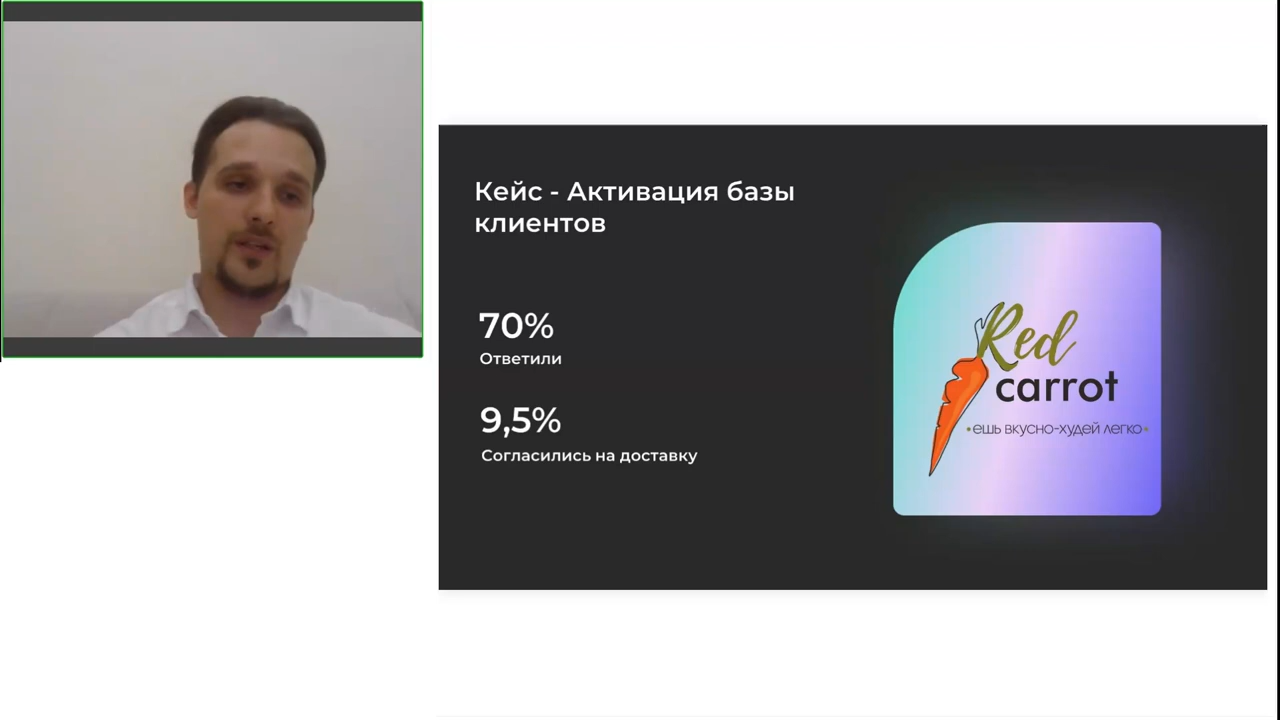 Кейс - Активация базы
клиентов
70%
Ответили
9,5%
Согласились на доставку
Red
carrot
•ешь вкусно-худей легко•